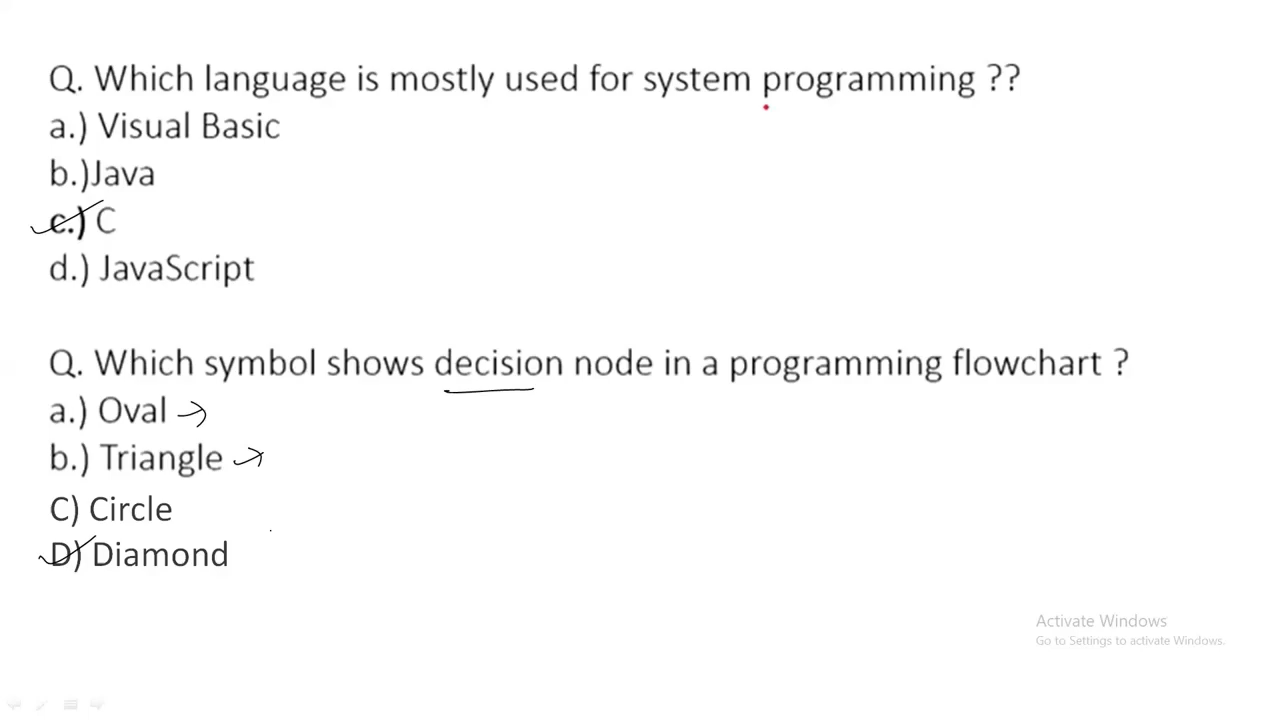 Q. Which language is mostly used for system programming ??
a.) Visual Basic
b.)Java
c.) C
d.) JavaScript
Q. Which symbol shows decision node in a programming flowchart ?
a.) Oval
b.) Triangle
C) Circle
D) Diamond
Activate Windows
Go to Settings to activate Windows.